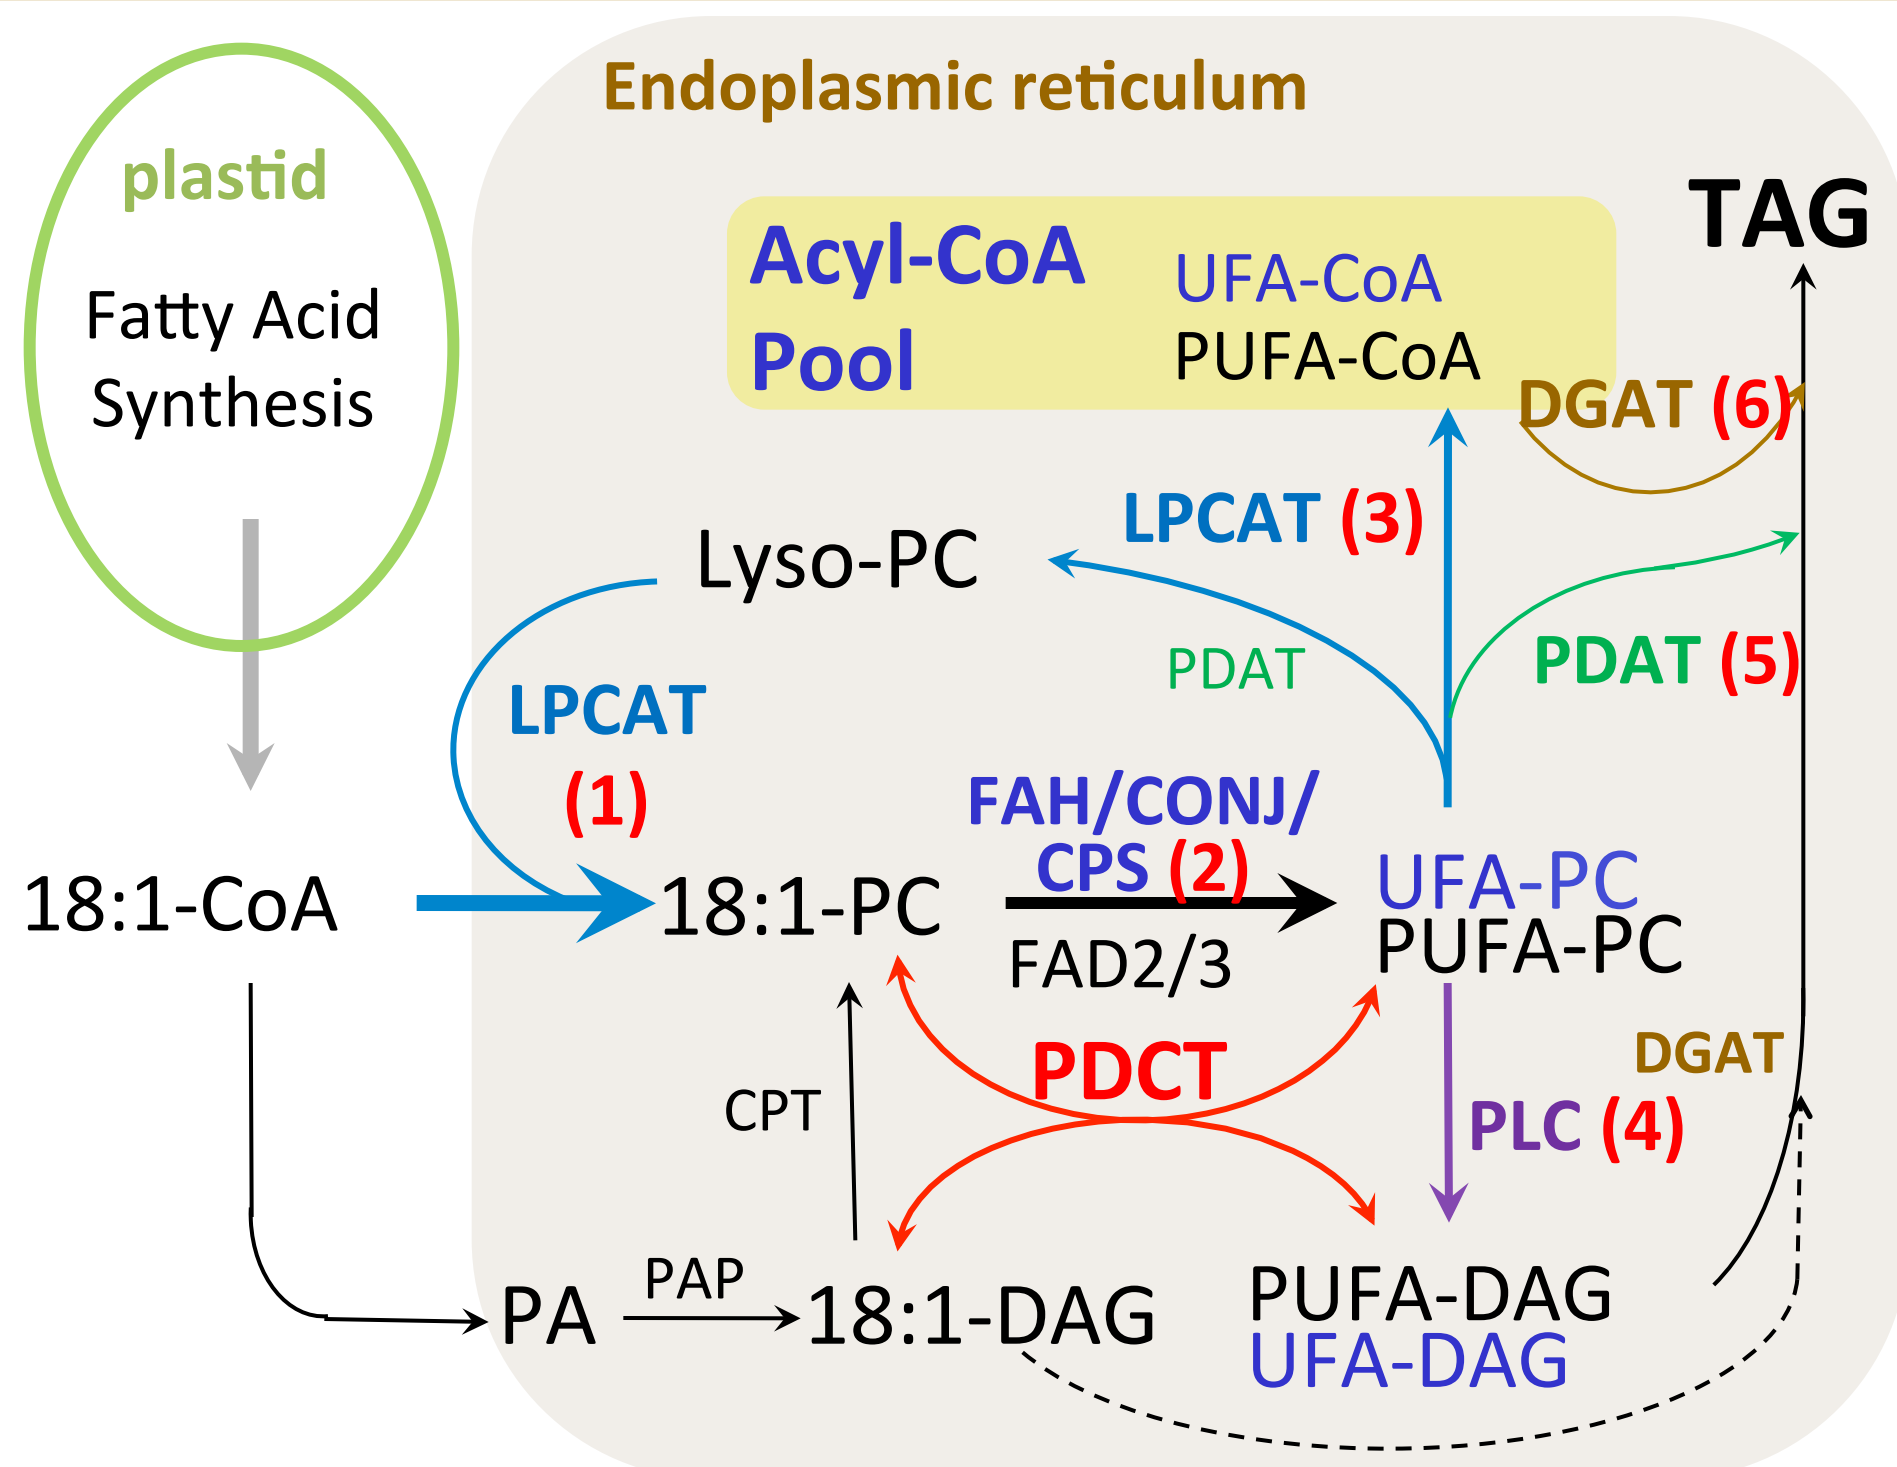 Endoplasmic reticulum
plastid
Fatty Acid
Synthesis
Acyl-CoA
Pool
UFA-CoA
PUFA-CoA
TAG
DGAT (6)
LPCAT (3)
Lyso-PC
PDAT
PDAT (5)
LPCAT
(1)
FAH/CONJ/
CPS (2)
18:1-CoA
18:1-PC
FAD2/3
UFA-PC
PUFA-PC
PDCT
CPT
DGAT
PLC (4)
PA
PAP
18:1-DAG
PUFA-DAG
UFA-DAG